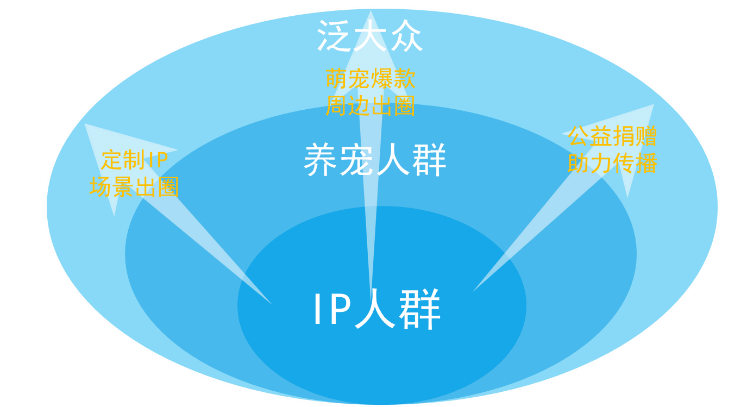 泛大众
萌宠爆款
周边出圈
定制IP
场景出圈
公益捐赠
助力传播
养宠人群
IP人群